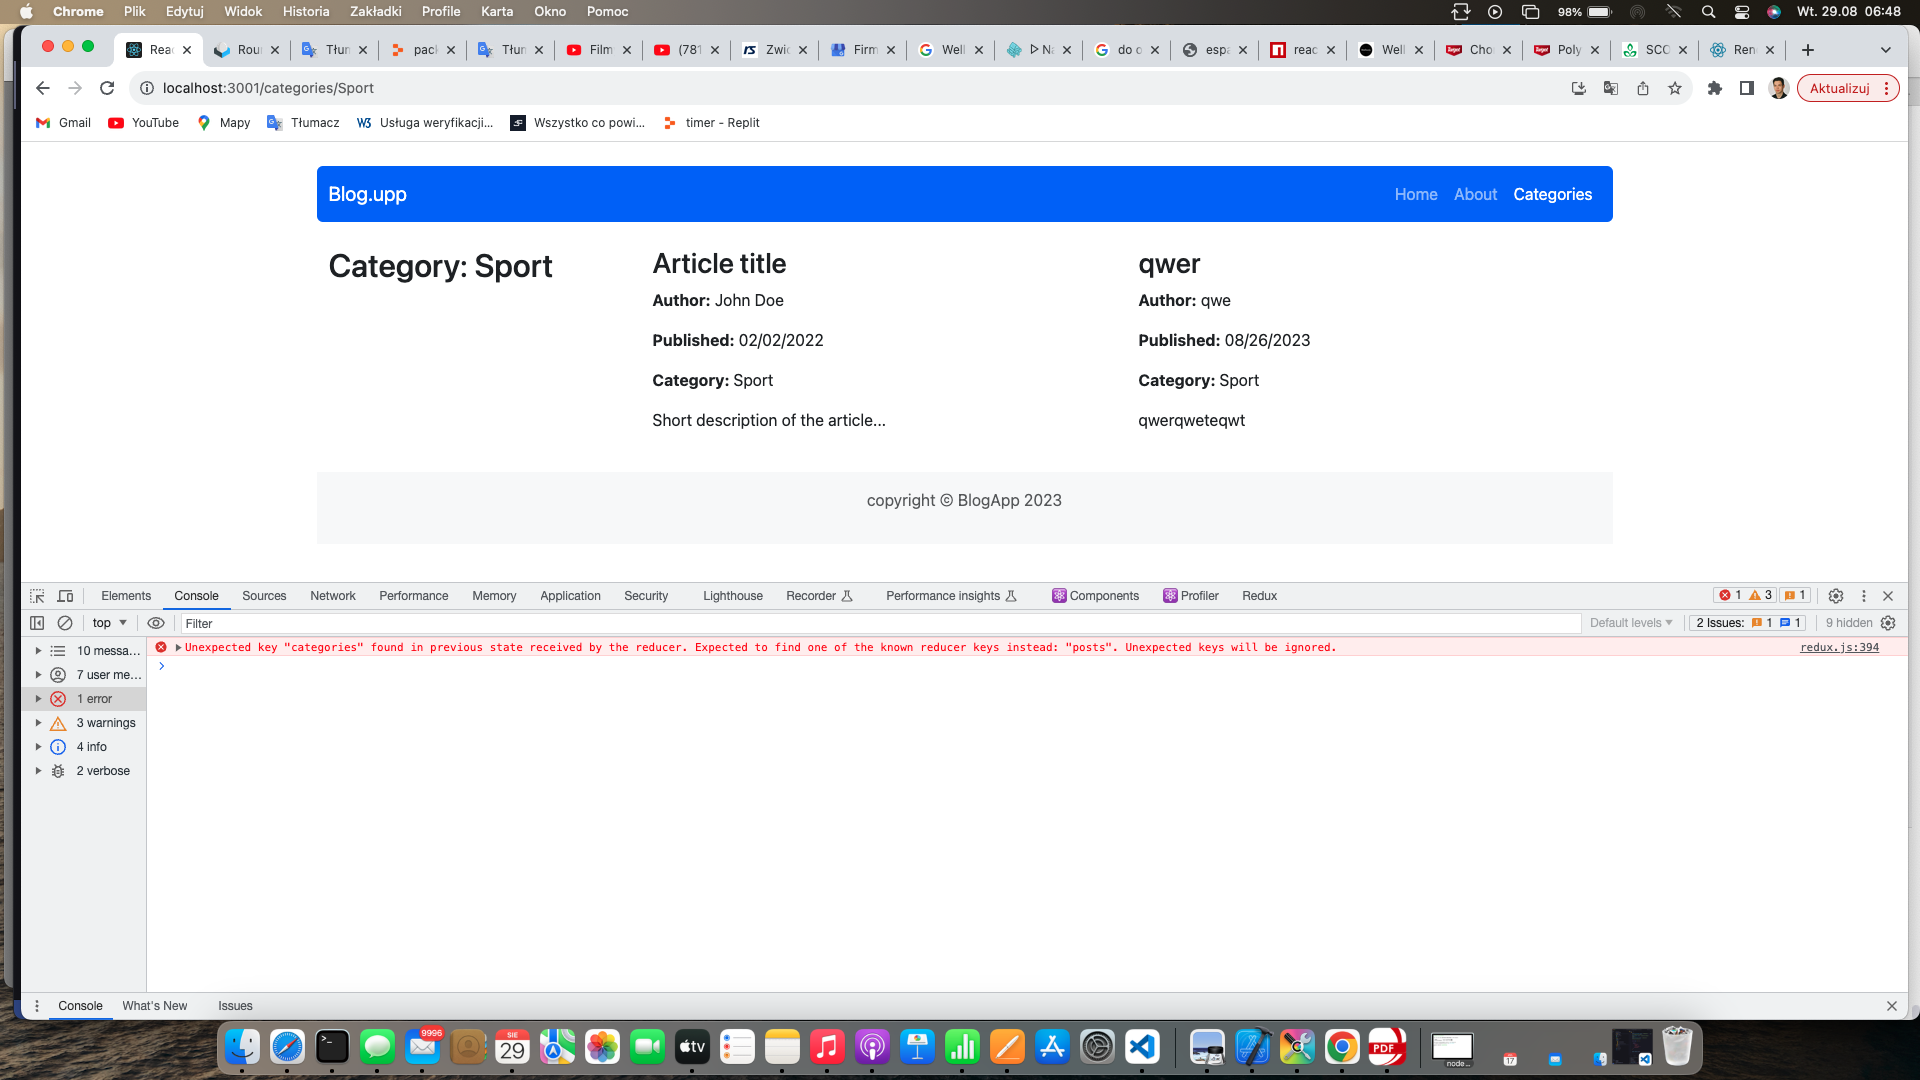 Chrome Plik Edytuj Widok Historia Zakładki Profile Karta Okno Pomoc 98% Wt. 29.08 06:48
Reac Rour Tłum pack Tłum Film (781 Zwic Firm Well Na do o espa reac Well Cho Poly SCO Ren
localhost:3001/categories/Sport Aktualizuj
Gmail YouTube Mapy Tłumacz Usługa weryfikacji... Wszystko co powi... timer - Replit
Blog.upp Home About Categories
Category: Sport
Article title
Author: John Doe
Published: 02/02/2022
Category: Sport
Short description of the article...
qwer
Author: qwe
Published: 08/26/2023
Category: Sport
qwerqweteqwt
copyright © BlogApp 2023
Elements Console Sources Network Performance Memory Application Security Lighthouse Recorder Performance insights Components Profiler Redux 1 3 1
top Filter Default levels 2 Issues: 1 1 9 hidden
10 messa...
7 user me...
1 error
3 warnings
4 info
2 verbose
Unexpected key "categories" found in previous state received by the reducer. Expected to find one of the known reducer keys instead: "posts". Unexpected keys will be ignored. redux.js:394
Console What's New Issues
9996
SIE
29
tv
PDF
17
node...